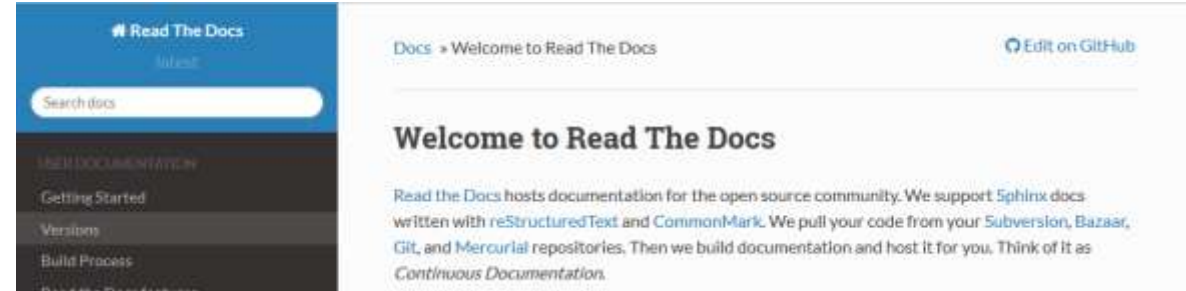 Read The Docs
latest
Search docs
USER DOCUMENTATION
Getting Started
Versions
Build Process
Docs » Welcome to Read The Docs
Edit on GitHub
Welcome to Read The Docs
Read the Docs hosts documentation for the open source community. We support Sphinx docs
written with reStructuredText and CommonMark. We pull your code from your Subversion, Bazaar,
Git, and Mercurial repositories. Then we build documentation and host it for you. Think of it as
Continuous Documentation.